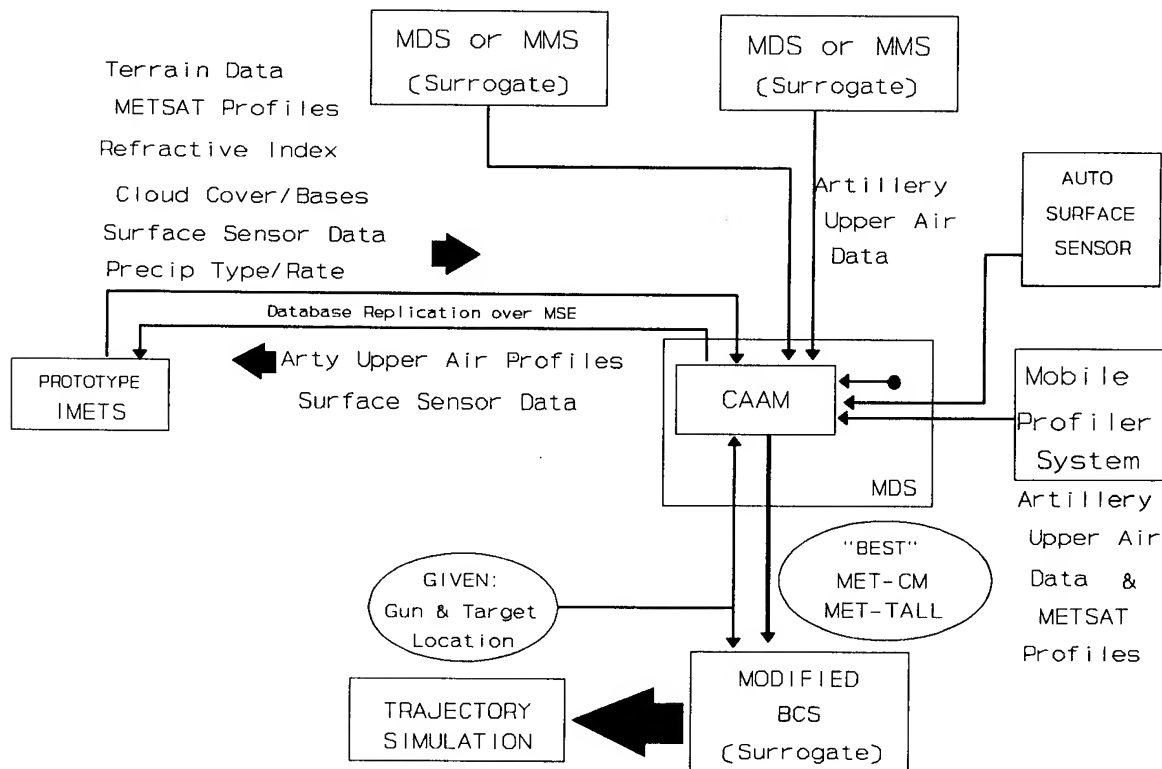 MDS or MMS
(Surrogate)
MDS or MMS
(Surrogate)
Terrain Data
METSAT Profiles
Refractive Index
Cloud Cover/Bases
Surface Sensor Data
Precip Type/Rate
Artillery
Upper Air
Data
AUTO
SURFACE
SENSOR
Database Replication over MSE
Arty Upper Air Profiles
Surface Sensor Data
PROTOTYPE
IMETS
CAAM
MDS
Mobile
Profiler
System
Artillery
Upper Air
Data &
METSAT
Profiles
"BEST"
MET-CM
MET-TALL
GIVEN:
Gun & Target
Location
TRAJECTORY
SIMULATION
MODIFIED
BCS
(Surrogate)